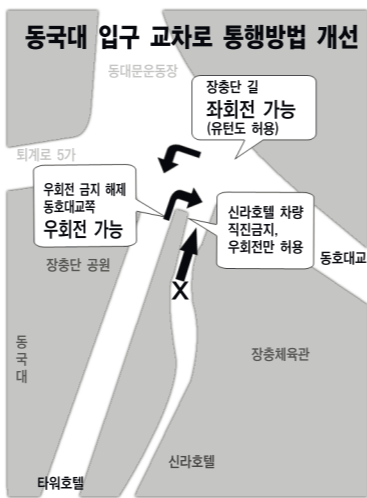 동국대 입구 교차로 통행방법 개선
동대문운동장
장충단 길
좌회전 가능
(유턴도 허용)
퇴계로 5가
우회전 금지 해제
동호대교쪽
우회전 가능
신라호텔 차량
직진금지,
우회전만 허용
동호대교
장충단 공원
X
동국대
장충체육관
신라호텔
타워호텔